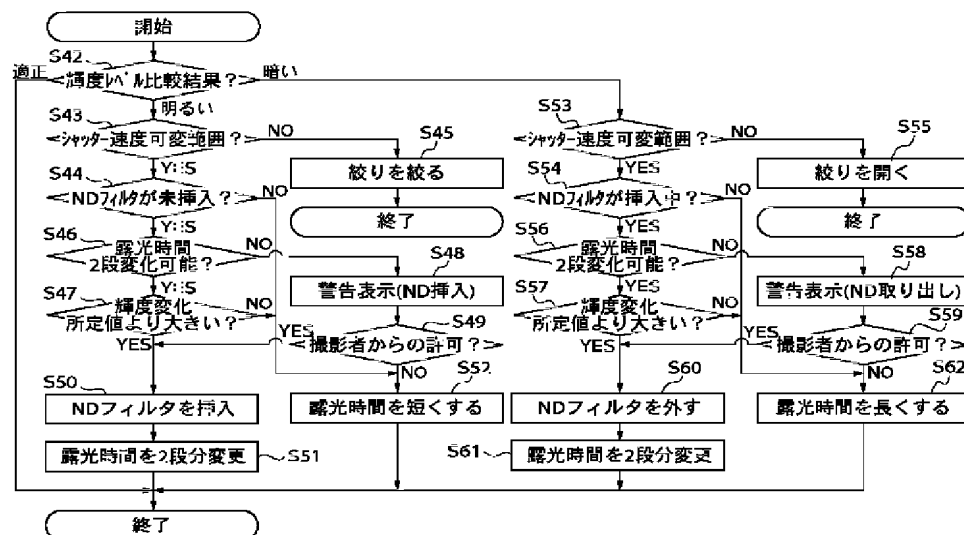 開始
S42
適正
輝度レベル比較結果?
暗い
明るい
S43
シャッター速度可変範囲?
NO
YES
S45
絞りを絞る
終了
S44
NDフィルタが未挿入?
NO
YES
S46
露光時間
2段変化可能?
NO
YES
S48
警告表示(ND挿入)
S47
輝度変化
所定値より大きい?
NO
YES
S49
撮影者からの許可?
YES
NO
S50
NDフィルタを挿入
S52
露光時間を短くする
露光時間を2段分変更
S51
終了
S53
シャッター速度可変範囲?
NO
YES
S55
絞りを開く
終了
S54
NDフィルタが挿入中?
NO
YES
S56
露光時間
2段変化可能?
NO
YES
S58
警告表示(ND取り出し)
S57
輝度変化
所定値より大きい?
NO
YES
S59
撮影者からの許可?
YES
NO
S60
NDフィルタを外す
S62
露光時間を長くする
S61
露光時間を2段分変更